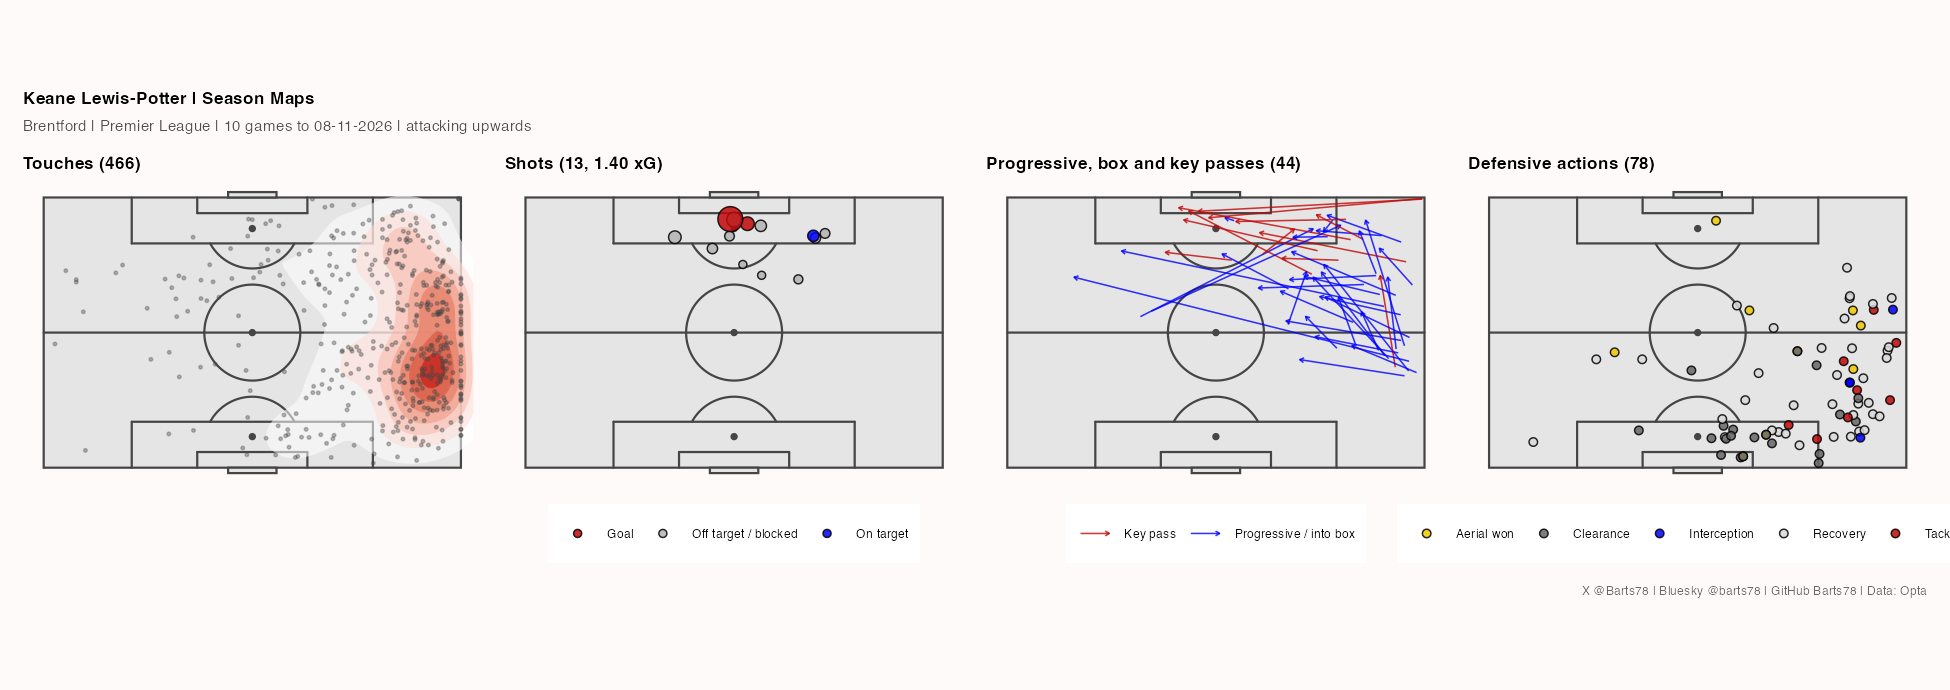 Keane Lewis-Potter | Season Maps
Brentford | Premier League | 10 games to 08-11-2026 | attacking upwards
Touches (466)
Shots (13, 1.40 xG)
Progressive, box and key passes (44)
Defensive actions (78)
Goal
Off target / blocked
On target
Key pass
Progressive / into box
Aerial won
Clearance
Interception
Recovery
Tack
X @Barts78 | Bluesky @barts78 | GitHub Barts78 | Data: Opta